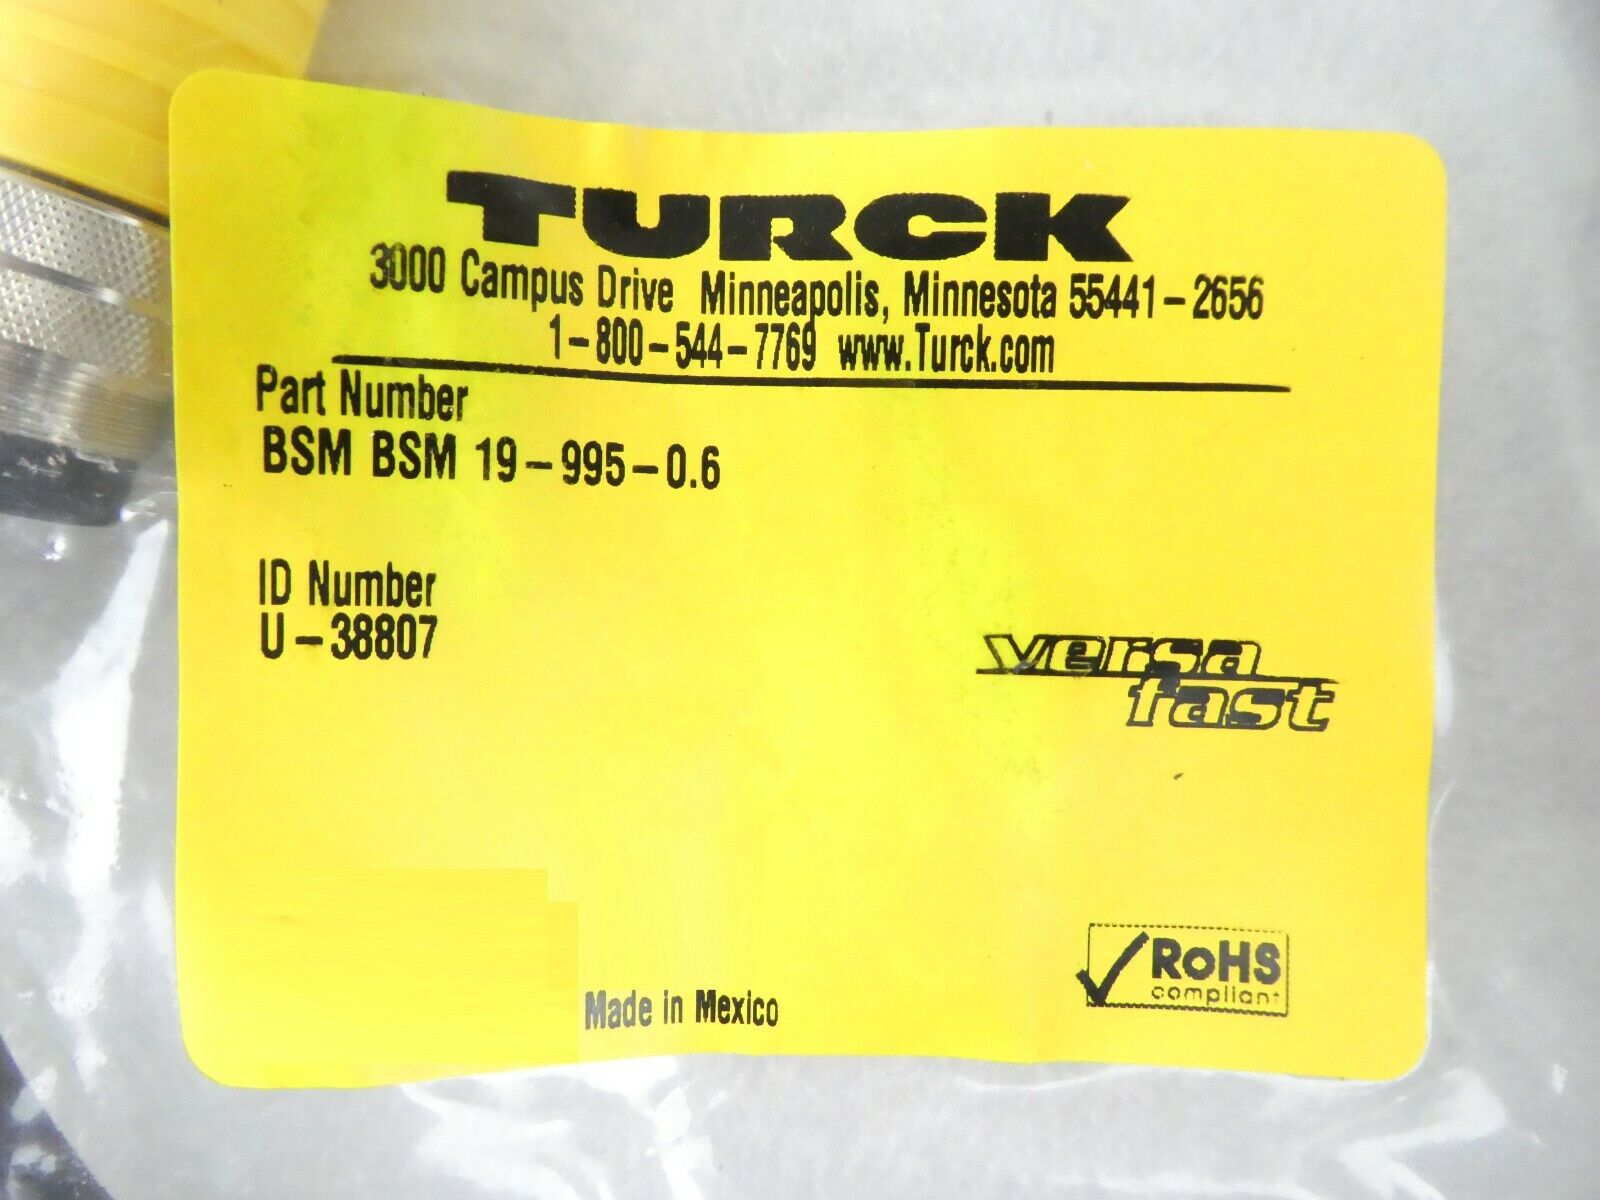 TURCK
3000 Campus Drive Minneapolis, Minnesota 55441-2656
1-800-544-7769 www.Turck.com
Part Number
BSM BSM 19-995-0.6
ID Number
U-38807
versa
fast
RoHS
compliant
Made in Mexico